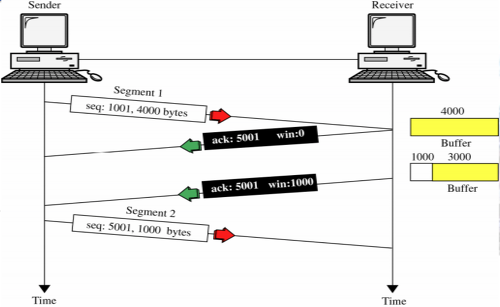 Sender
Receiver
Segment 1
seq: 1001, 4000 bytes
4000
Buffer
ack: 5001 win:0
1000 3000
Buffer
ack: 5001 win:1000
Segment 2
seq: 5001, 1000 bytes
Time
Time